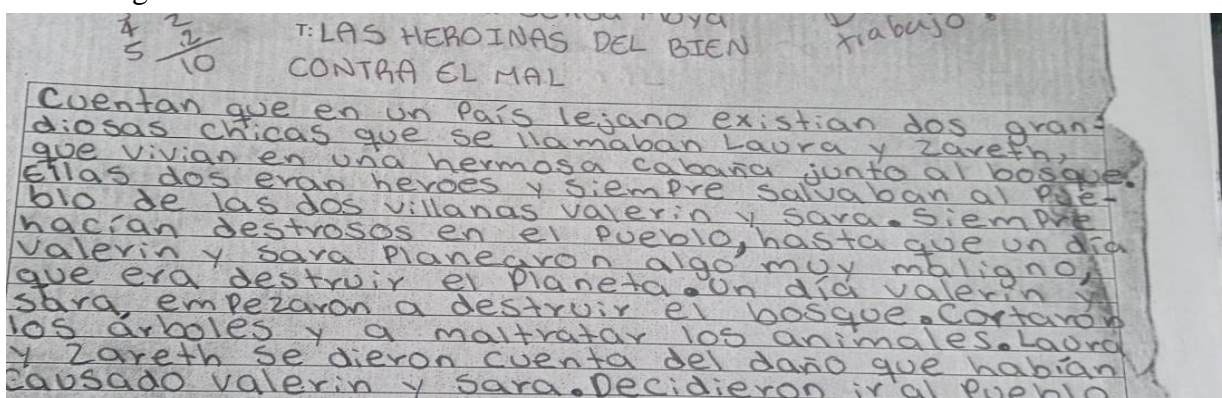 T: LAS HEROINAS DEL BIEN
trabajo.
CONTRA EL MAL
Cuentan que en un País lejano existian dos gran-
diosas chicas que se llamaban Laura y Zareth,
que vivian en una hermosa cabaña junto al bosque.
Ellas dos eran heroes y siempre salvaban al Pue-
blo de las dos villanas valerin y sara. Siempre
hacían destrosos en el pueblo, hasta que un día
valerin y sara Planearon algo muy maligno,
que era destruir el Planeta. Un día valerin y
sara empezaron a destruir el bosque. Cortaron
los árboles y a maltratar los animales. Laura
y Zareth se dieron cuenta del daño que habían
causado valerin y sara. Decidieron ir al Pueblo